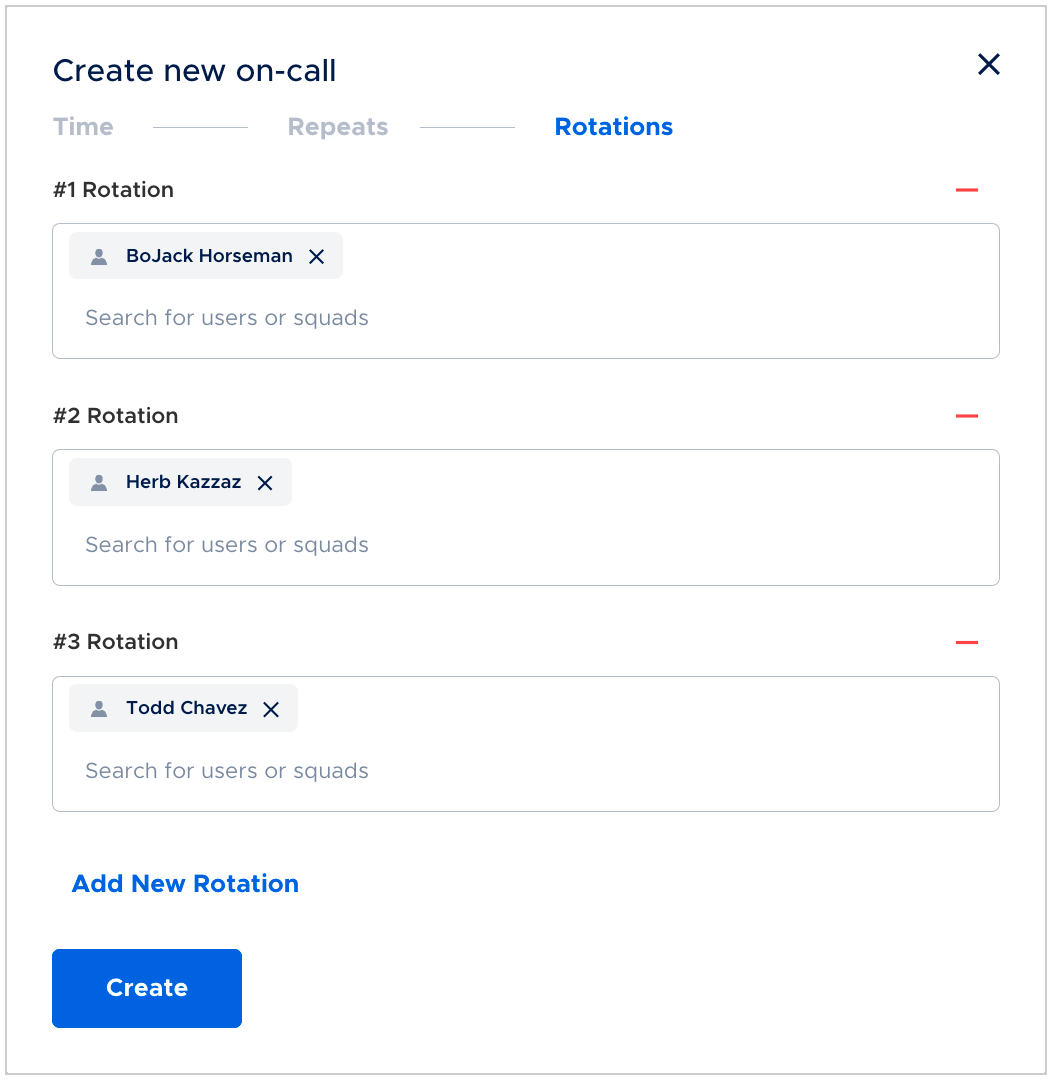 Create new on-call
Time Repeats Rotations
#1 Rotation
BoJack Horseman
Search for users or squads
#2 Rotation
Herb Kazzaz
Search for users or squads
#3 Rotation
Todd Chavez
Search for users or squads
Add New Rotation
Create